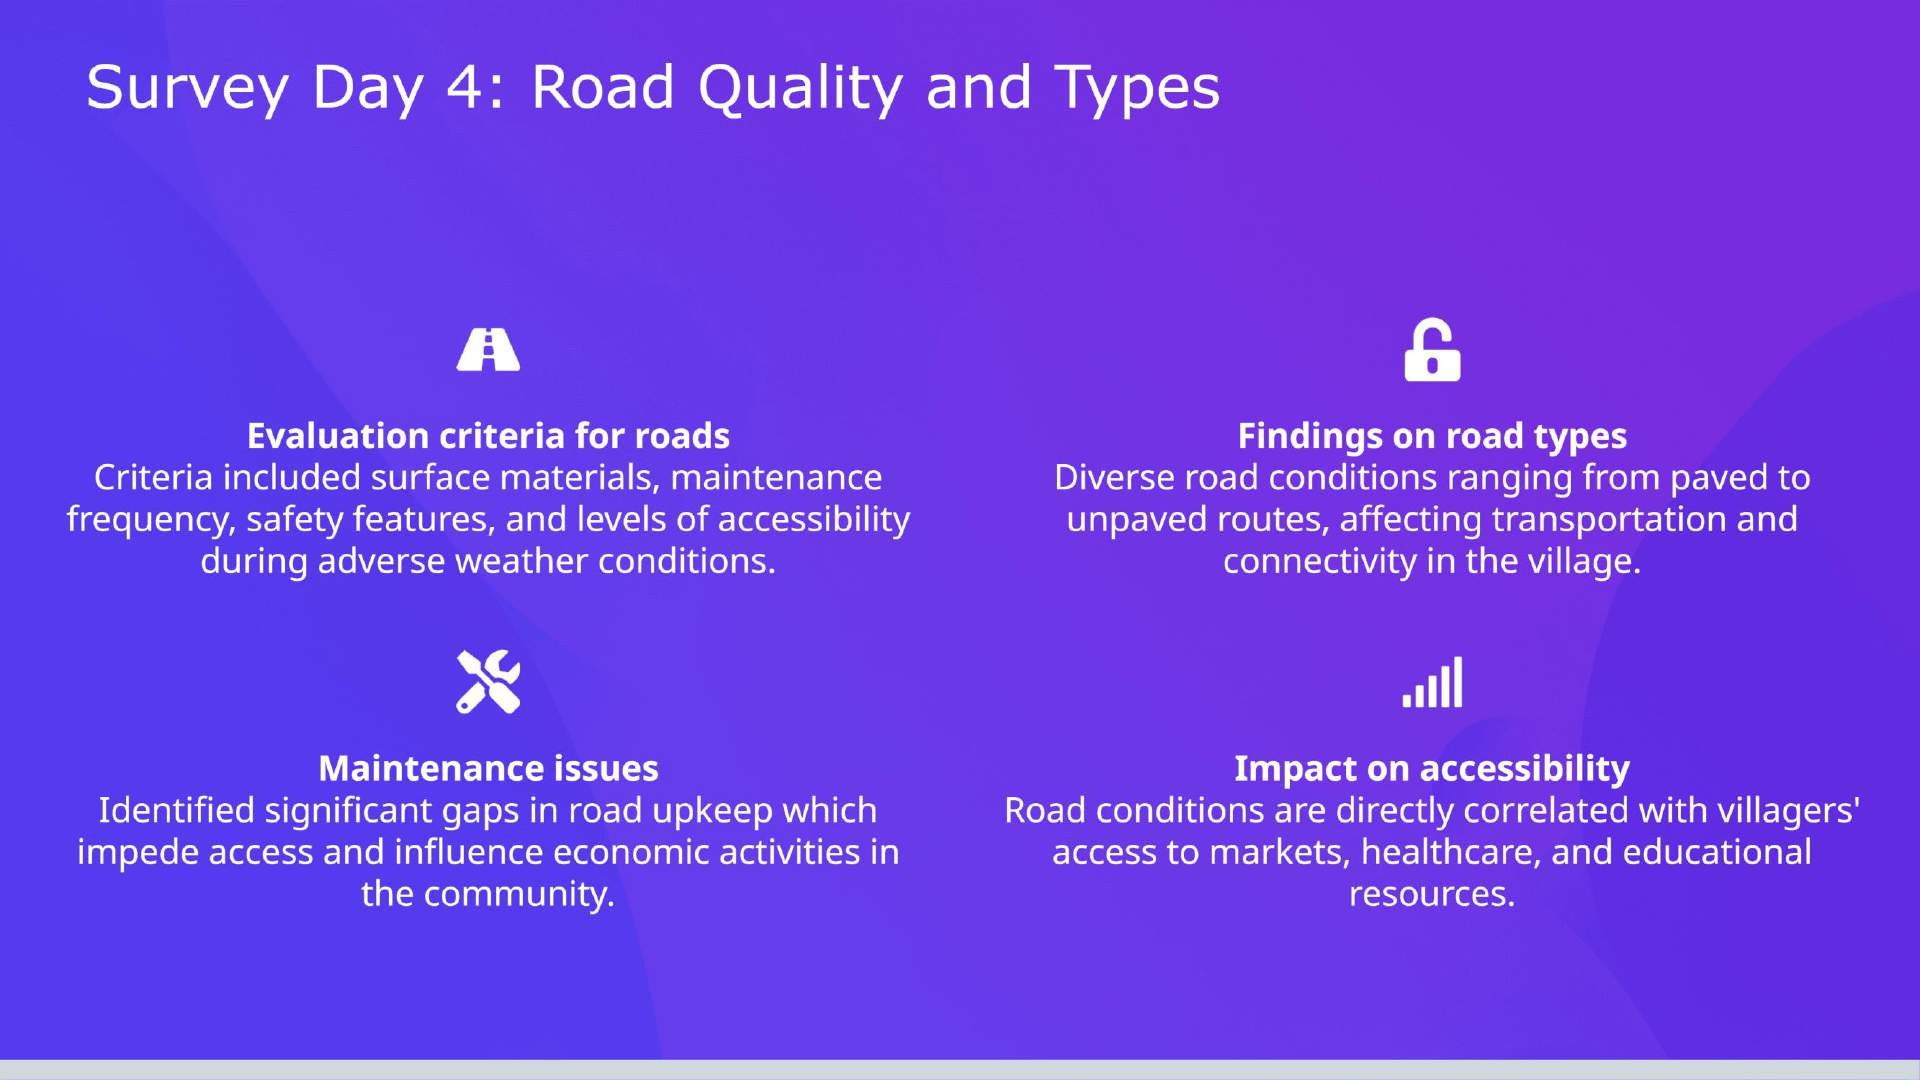 Survey Day 4: Road Quality and Types
Evaluation criteria for roads
Criteria included surface materials, maintenance
frequency, safety features, and levels of accessibility
during adverse weather conditions.
Findings on road types
Diverse road conditions ranging from paved to
unpaved routes, affecting transportation and
connectivity in the village.
Maintenance issues
Identified significant gaps in road upkeep which
impede access and influence economic activities in
the community.
Impact on accessibility
Road conditions are directly correlated with villagers'
access to markets, healthcare, and educational
resources.